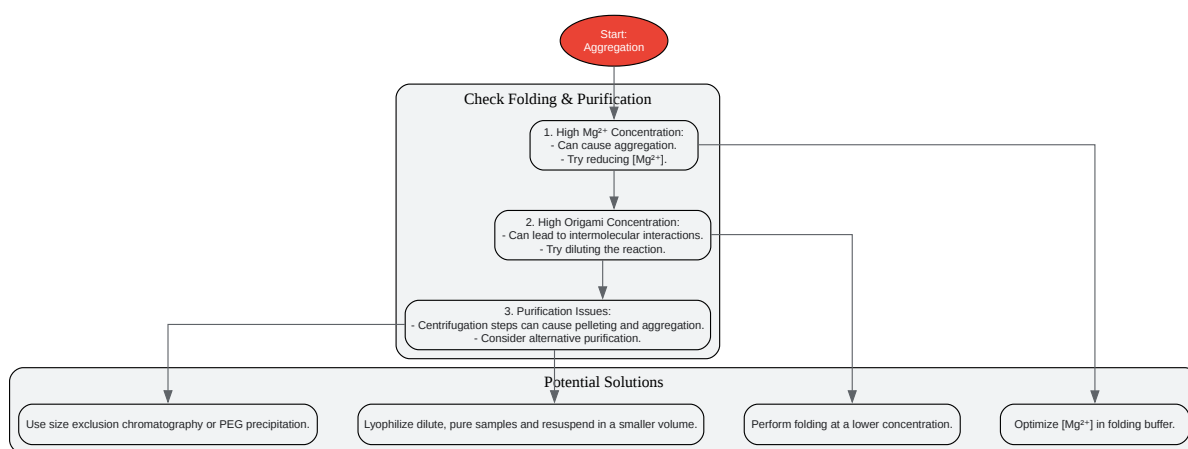 Start:
Aggregation
Check Folding & Purification
1. High Mg²⁺ Concentration:
- Can cause aggregation.
- Try reducing [Mg²⁺].
2. High Origami Concentration:
- Can lead to intermolecular interactions.
- Try diluting the reaction.
3. Purification Issues:
- Centrifugation steps can cause pelleting and aggregation.
- Consider alternative purification.
Potential Solutions
Use size exclusion chromatography or PEG precipitation.
Lyophilize dilute, pure samples and resuspend in a smaller volume.
Perform folding at a lower concentration.
Optimize [Mg²⁺] in folding buffer.